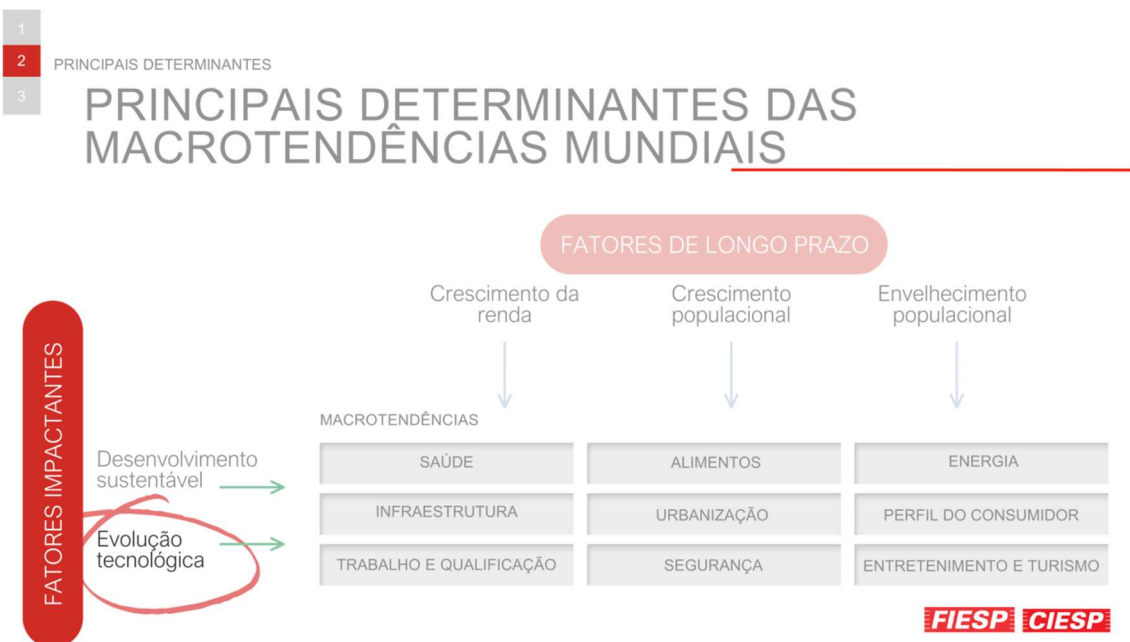 1
2
PRINCIPAIS DETERMINANTES
3
PRINCIPAIS DETERMINANTES DAS
MACROTENDÊNCIAS MUNDIAIS
FATORES DE LONGO PRAZO
Crescimento da
renda
Crescimento
populacional
Envelhecimento
populacional
FATORES IMPACTANTES
Desenvolvimento
sustentável
Evolução
tecnológica
MACROTENDÊNCIAS
SAÚDE
ALIMENTOS
ENERGIA
INFRAESTRUTURA
URBANIZAÇÃO
PERFIL DO CONSUMIDOR
TRABALHO E QUALIFICAÇÃO
SEGURANÇA
ENTRETENIMENTO E TURISMO
FIESP CIESP